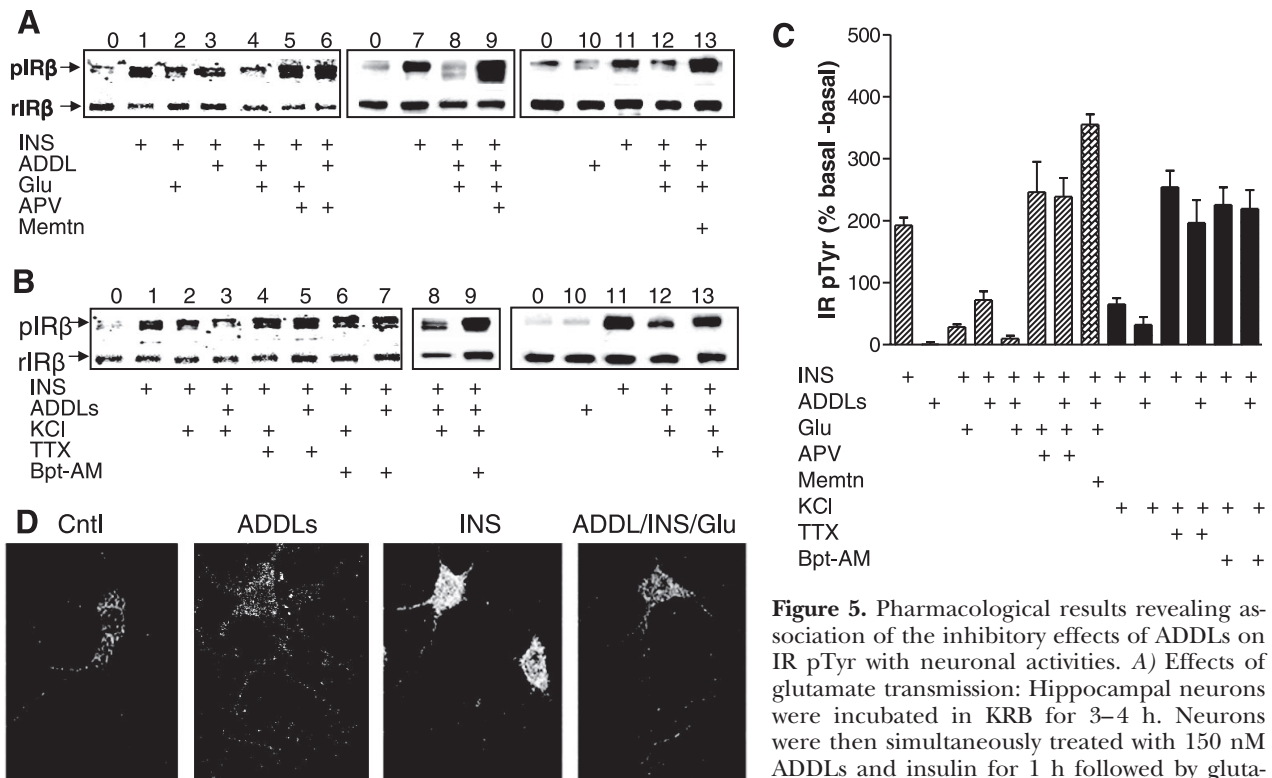 A
0 1 2 3 4 5 6 0 7 8 9 0 10 11 12 13
pIRβ
rIRβ
INS + + + + + + + + + + + +
ADDL + + + + + + + +
Glu + + + + + + +
APV + + +
Memtn +
B
0 1 2 3 4 5 6 7 8 9 0 10 11 12 13
pIRβ
rIRβ
INS + + + + + + + + + + + +
ADDLs + + + + + + + +
KCl + + + + + + + +
TTX + + +
Bpt-AM + + +
C
IR pTyr (% basal -basal)
500
400
300
200
100
0
INS + + + + + + + + + + + + +
ADDLs + + + + + + + +
Glu + + + + +
APV + +
Memtn +
KCl + + + + + +
TTX + +
Bpt-AM + +
D Cntl ADDLs INS ADDL/INS/Glu
Figure 5. Pharmacological results revealing as-
sociation of the inhibitory effects of ADDLs on
IR pTyr with neuronal activities. A) Effects of
glutamate transmission: Hippocampal neurons
were incubated in KRB for 3–4 h. Neurons
were then simultaneously treated with 150 nM
ADDLs and insulin for 1 h followed by gluta-